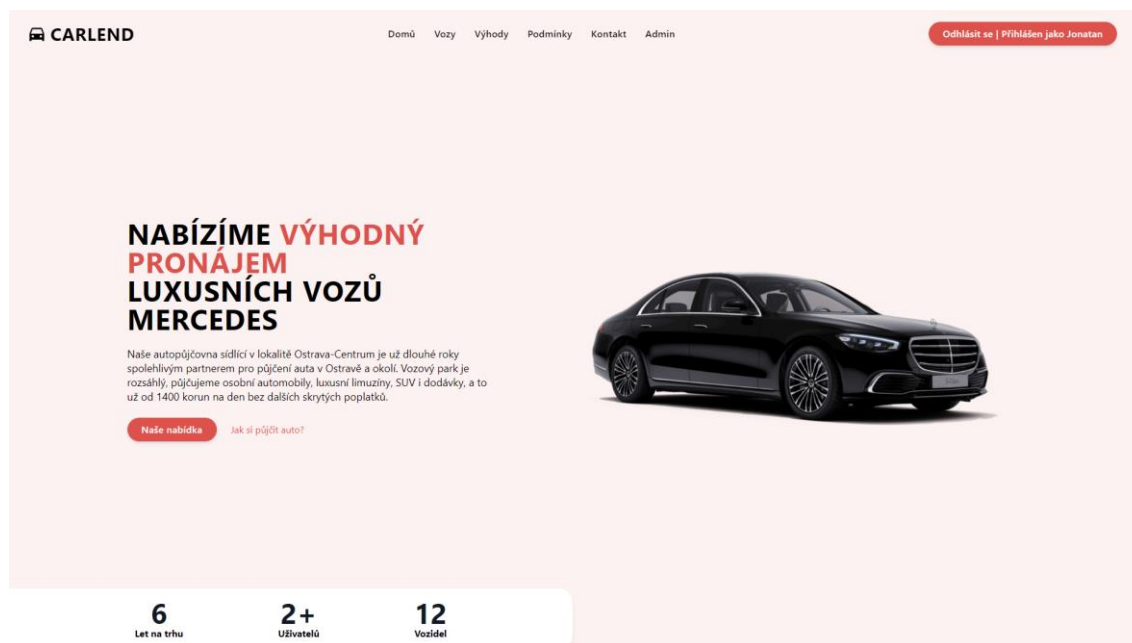 CARLEND
Domů Vozy Výhody Podmínky Kontakt Admin
Odhlásit se | Přihlášen jako Jonatan
NABÍZÍME VÝHODNÝ
PRONÁJEM
LUXUSNÍCH VOZŮ
MERCEDES
Naše autopůjčovna sídlící v lokalitě Ostrava-Centrum je už dlouhé roky
spolehlivým partnerem pro půjčení auta v Ostravě a okolí. Vozový park je
rozsáhlý, půjčujeme osobní automobily, luxusní limuzíny, SUV i dodávky, a to
už od 1400 korun na den bez dalších skrytých poplatků.
Naše nabídka Jak si půjčit auto?
6 2+ 12
Let na trhu Uživatelů Vozidel